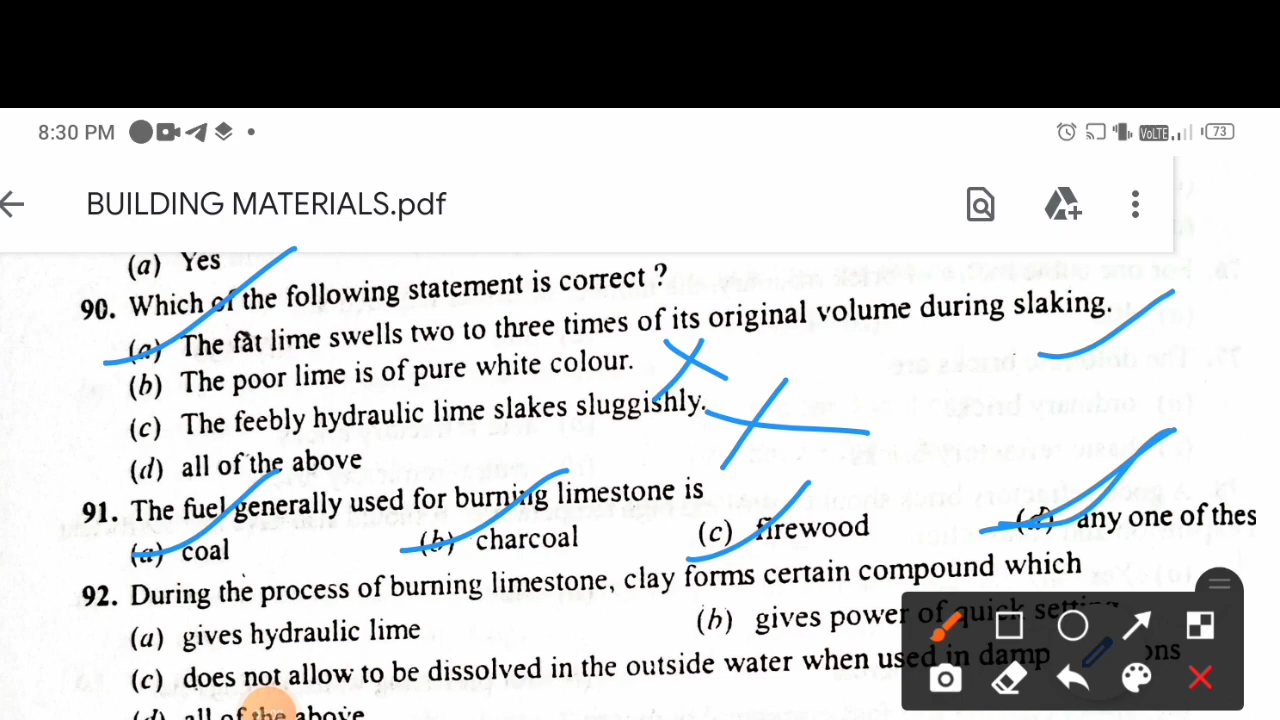 8:30 PM
VoLTE 73
BUILDING MATERIALS.pdf
(a) Yes
90. Which of the following statement is correct ?
(a) The fat lime swells two to three times of its original volume during slaking.
(b) The poor lime is of pure white colour.
(c) The feebly hydraulic lime slakes sluggishly.
(d) all of the above
91. The fuel generally used for burning limestone is
(a) coal (b) charcoal (c) firewood (d) any one of thes
92. During the process of burning limestone, clay forms certain compound which
(a) gives hydraulic lime (b) gives power of quick setting
(c) does not allow to be dissolved in the outside water when used in damp ons
(d) all of the above